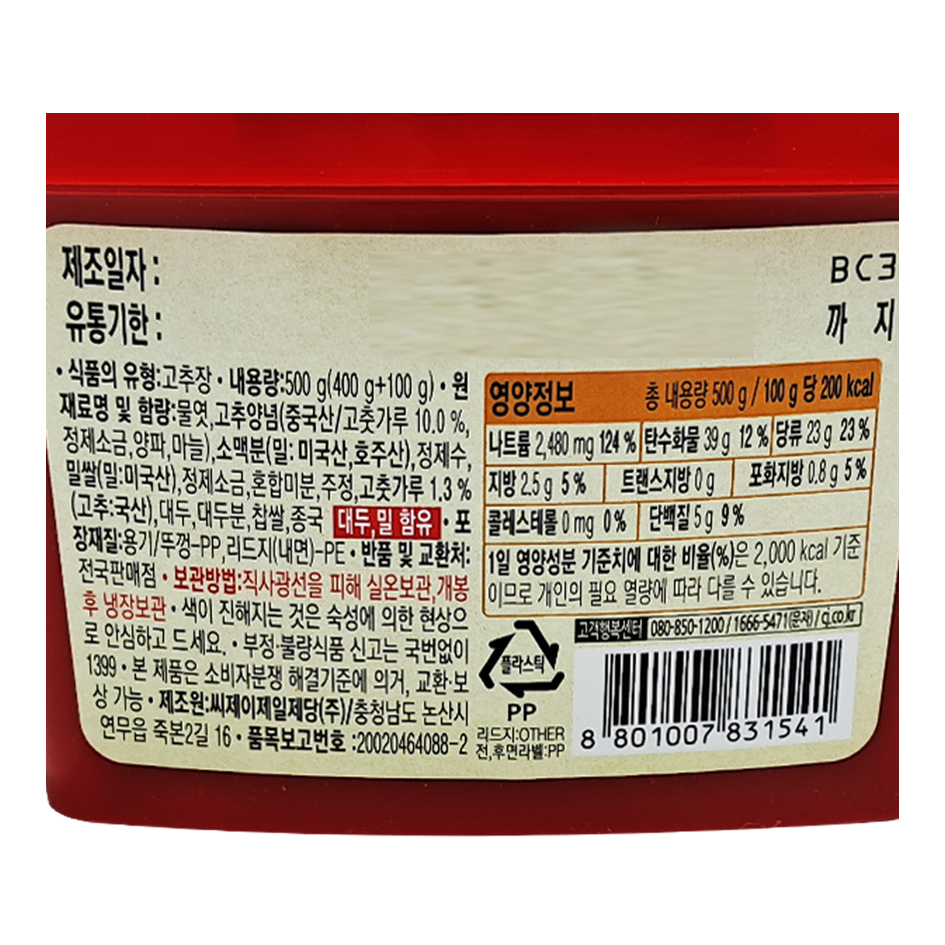 제조일자 :
유통기한 :
BC3
까 지
• 식품의 유형:고추장 • 내용량:500 g(400 g+100 g) • 원
재료명 및 함량:물엿,고추양념(중국산/고춧가루 10.0 %,
정제소금,양파,마늘),소맥분(밀: 미국산,호주산),정제수,
밀쌀(밀:미국산),정제소금,혼합미분,주정,고춧가루 1.3 %
(고추:국산),대두,대두분,찹쌀,종국 대두,밀 함유 • 포
장재질:용기/뚜껑-PP,리드지(내면)-PE • 반품 및 교환처:
전국판매점 • 보관방법:직사광선을 피해 실온보관,개봉
후 냉장보관 • 색이 진해지는 것은 숙성에 의한 현상으
로 안심하고 드세요. • 부정·불량식품 신고는 국번없이
1399 • 본 제품은 소비자분쟁 해결기준에 의거, 교환·보
상 가능 • 제조원:씨제이제일제당(주)/충청남도 논산시
연무읍 죽본2길 16 • 품목보고번호 :20020464088-2
영양정보 총 내용량 500 g / 100 g 당 200 kcal
나트륨 2,480 mg 124 % 탄수화물 39 g 12 % 당류 23 g 23 %
지방 2.5 g 5 % 트랜스지방 0 g 포화지방 0.8 g 5 %
콜레스테롤 0 mg 0 % 단백질 5 g 9 %
1일 영양성분 기준치에 대한 비율(%)은 2,000 kcal 기준
이므로 개인의 필요 열량에 따라 다를 수 있습니다.
고객행복센터 080-850-1200 / 1666-5471(문자) / cj.co.kr
플라스틱
PP
리드지:OTHER
전,후면라벨:PP
8 801007 831541